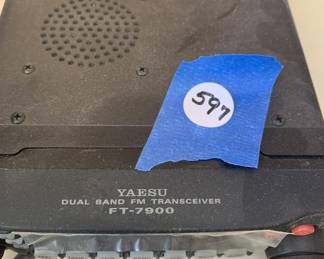 597
YAESU
DUAL BAND FM TRANSCEIVER
FT-7900